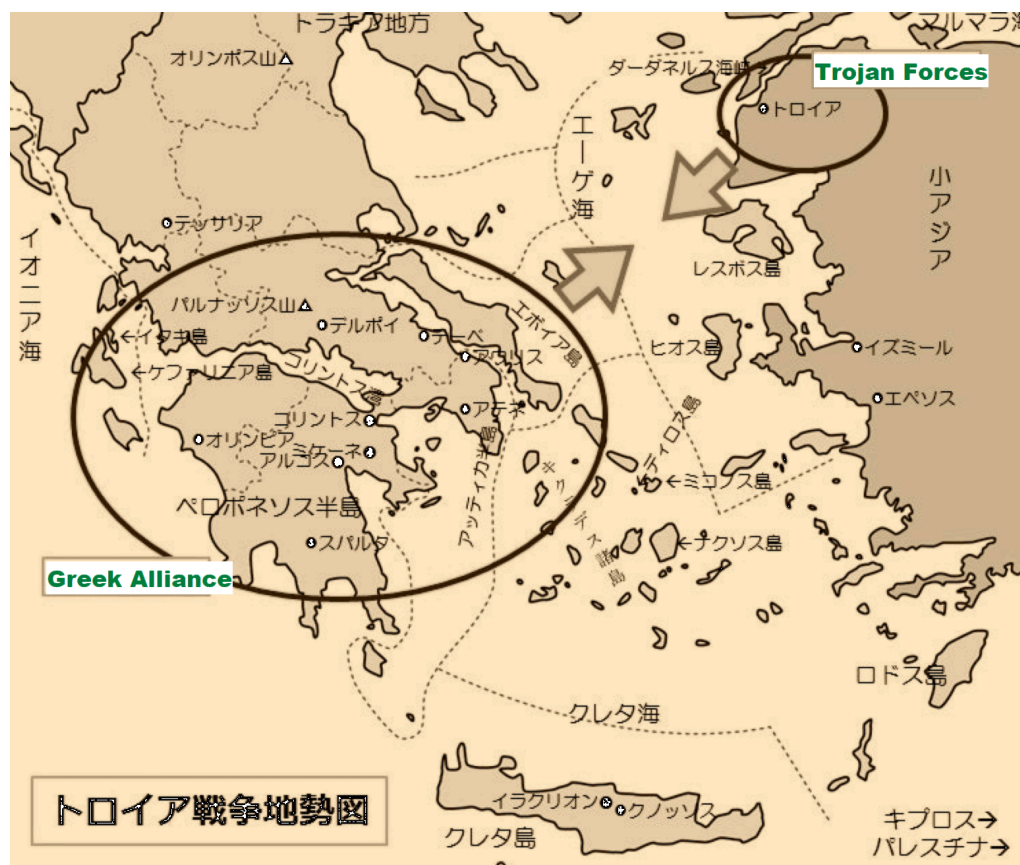 トラキア地方
マルマラ海
オリンポス山
ダーダネルス海峡→
Trojan Forces
トロイア
エーゲ海
小アジア
テッサリア
イオニア海
レスボス島
パルナッソス山
デルポイ
テーベ
エボイア島
←イタキ島
アウリス
ヒオス島
イズミール
←ケファリニア島
コリントス湾
エペソス
コリントス
アテネ
オリンピア
ミケーネ
アルゴス
アッティカ半島
ディロス島
キクラデス諸島
←ミコノス島
ペロポネソス半島
スパルタ
←ナクソス島
Greek Alliance
ロドス島
クレタ海
トロイア戦争地勢図
イラクリオン
クノッソス
クレタ島
キプロス→
パレスチナ→